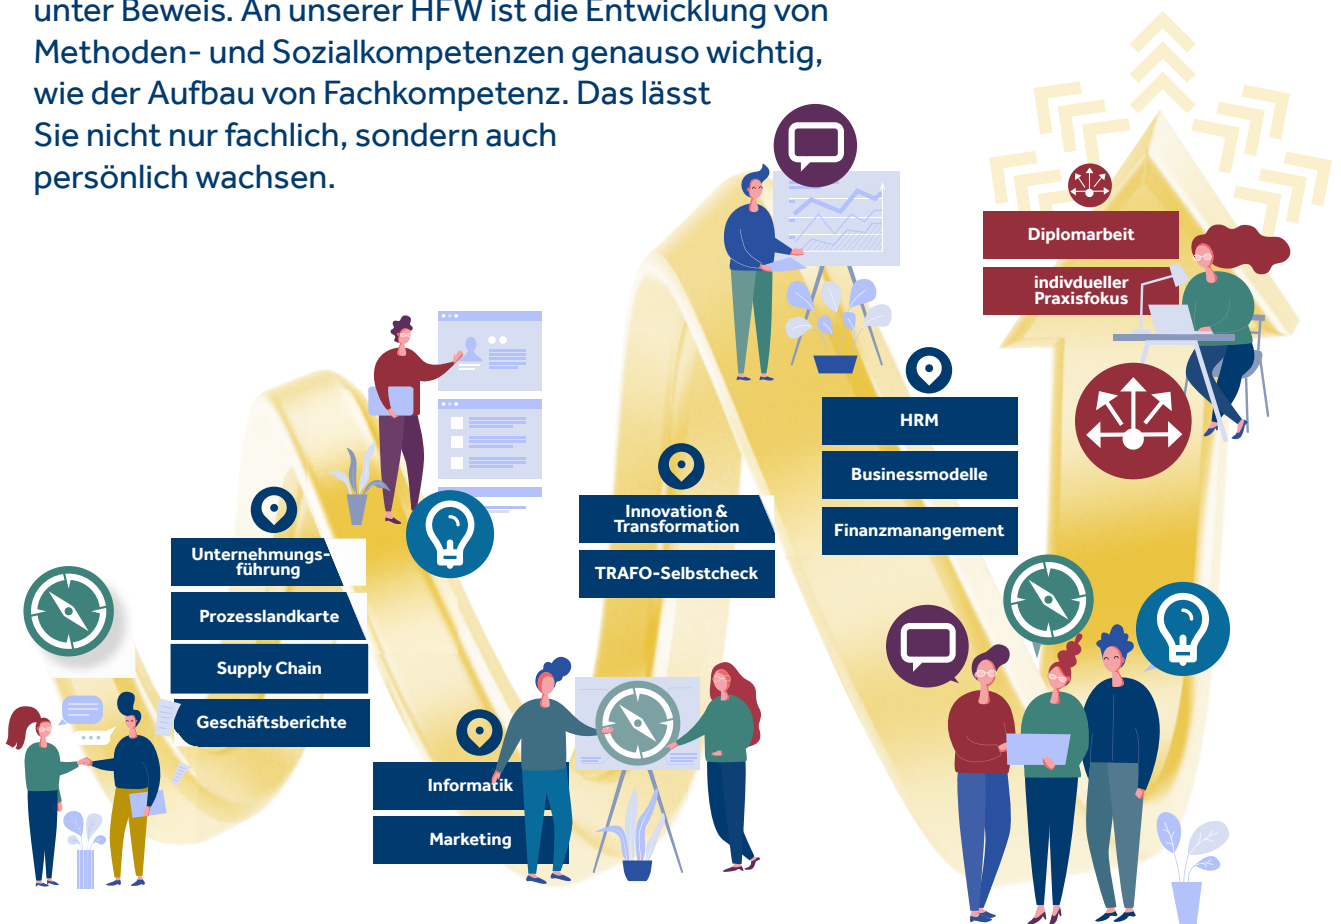 unter Beweis. An unserer HFW ist die Entwicklung von
Methoden- und Sozialkompetenzen genauso wichtig,
wie der Aufbau von Fachkompetenz. Das lässt
Sie nicht nur fachlich, sondern auch
persönlich wachsen.
Diplomarbeit
indivdueller
Praxisfokus
HRM
Businessmodelle
Finanzmanangement
Innovation &
Transformation
TRAFO-Selbstcheck
Unternehmungs-
führung
Prozesslandkarte
Supply Chain
Geschäftsberichte
Informatik
Marketing